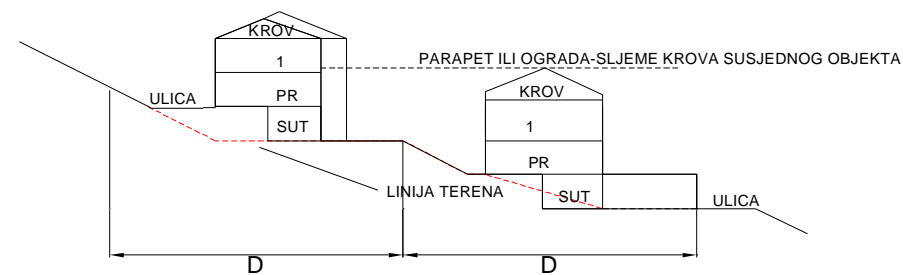 KROV
1
PARAPET ILI OGRADA-SLJEME KROVA SUSJEDNOG OBJEKTA
ULICA
PR
KROV
SUT
1
PR
LINIJA TERENA
SUT
ULICA
D
D